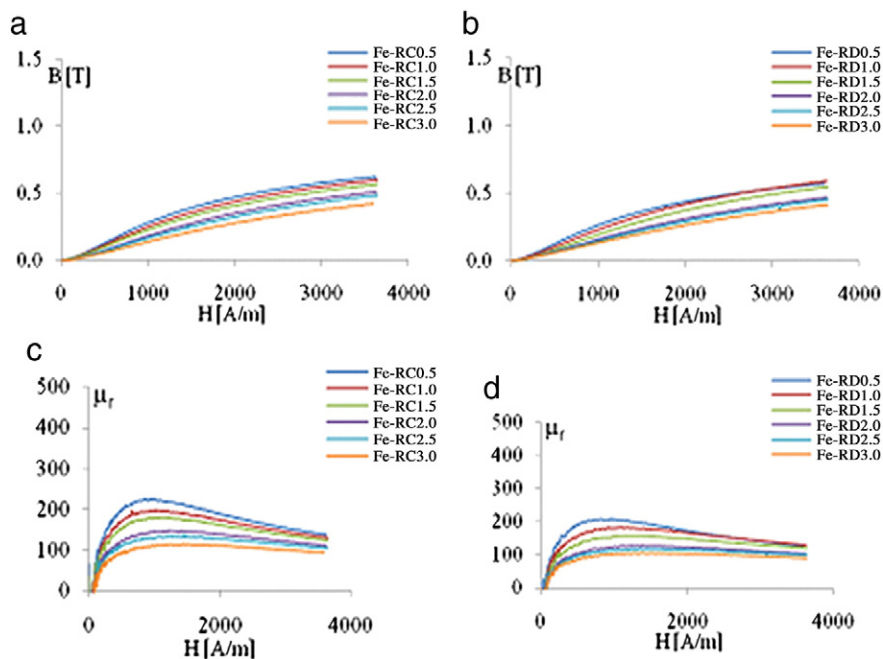 a
1.5
B [T]
1.0
0.5
0.0
0 1000 2000 3000 4000
H [A/m]
Fe-RC0.5
Fe-RC1.0
Fe-RC1.5
Fe-RC2.0
Fe-RC2.5
Fe-RC3.0
b
1.5
B [T]
1.0
0.5
0.0
0 1000 2000 3000 4000
H [A/m]
Fe-RD0.5
Fe-RD1.0
Fe-RD1.5
Fe-RD2.0
Fe-RD2.5
Fe-RD3.0
c
500
μr
400
300
200
100
0
0 2000 4000
H [A/m]
Fe-RC0.5
Fe-RC1.0
Fe-RC1.5
Fe-RC2.0
Fe-RC2.5
Fe-RC3.0
d
500
μr
400
300
200
100
0
0 2000 4000
H [A/m]
Fe-RD0.5
Fe-RD1.0
Fe-RD1.5
Fe-RD2.0
Fe-RD2.5
Fe-RD3.0